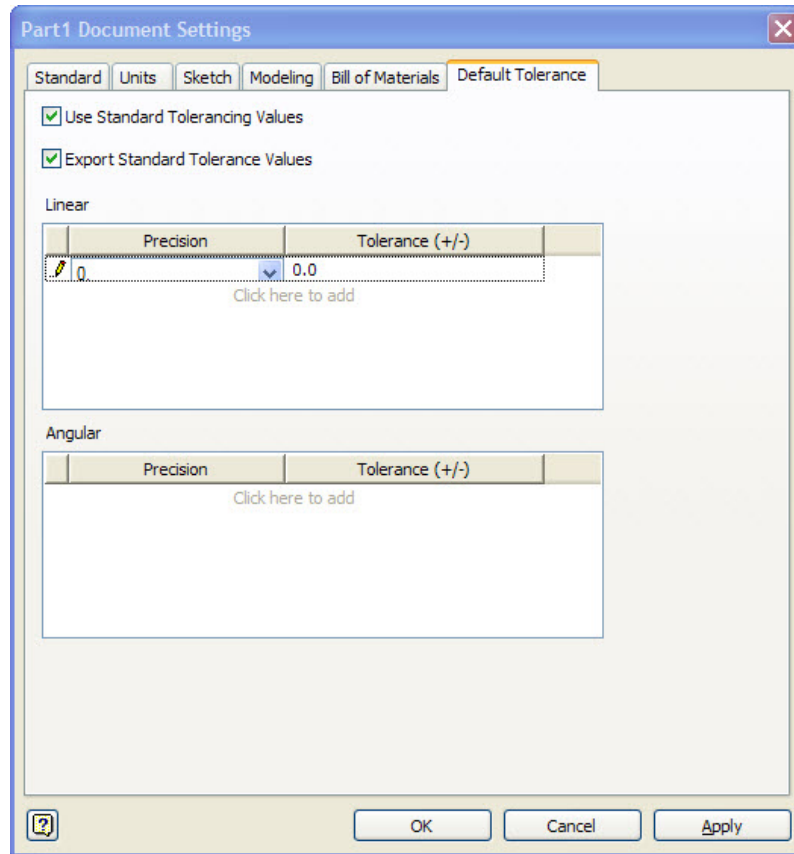 Part1 Document Settings
Standard Units Sketch Modeling Bill of Materials Default Tolerance
Use Standard Tolerancing Values
Export Standard Tolerance Values
Linear
Precision Tolerance (+/-)
0. 0.0
Click here to add
Angular
Precision Tolerance (+/-)
Click here to add
? OK Cancel Apply